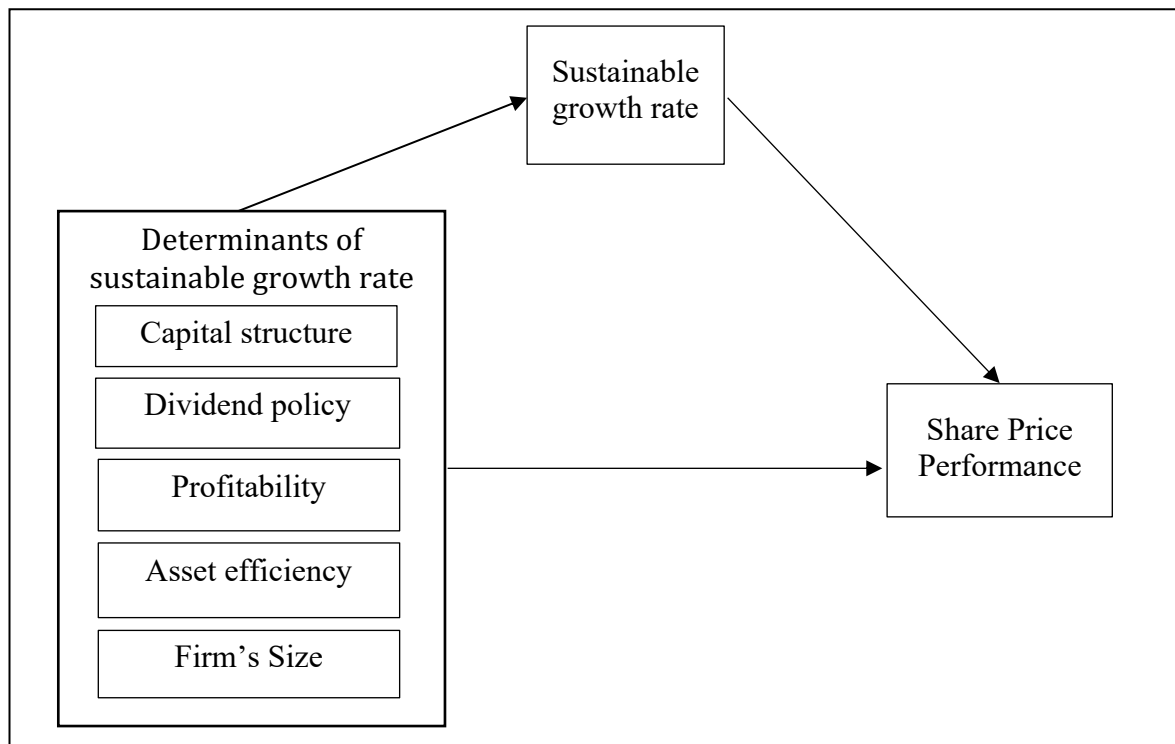 Sustainable
growth rate
Determinants of
sustainable growth rate
Capital structure
Dividend policy
Profitability
Asset efficiency
Firm’s Size
Share Price
Performance